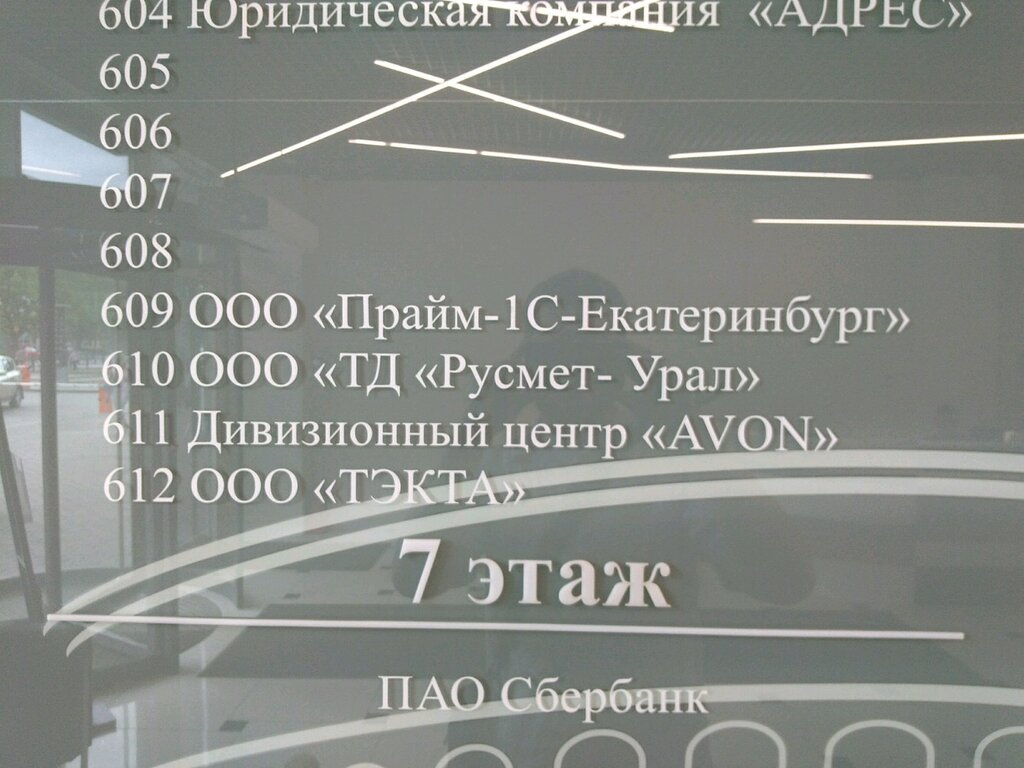 604 Юридическая компания «АДРЕС»
605
606
607
608
609 ООО «Прайм-1С-Екатеринбург»
610 ООО «ТД «Русмет- Урал»
611 Дивизионный центр «AVON»
612 ООО «ТЭКТА»
7 этаж
ПАО Сбербанк